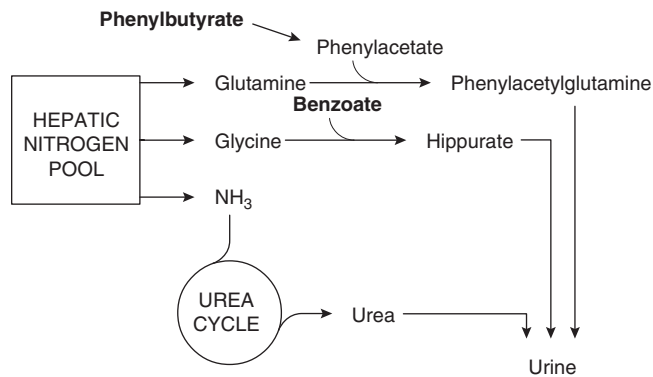 Phenylbutyrate
Phenylacetate
Glutamine
Phenylacetylglutamine
Benzoate
HEPATIC
NITROGEN
POOL
Glycine
Hippurate
NH₃
UREA
CYCLE
Urea
Urine